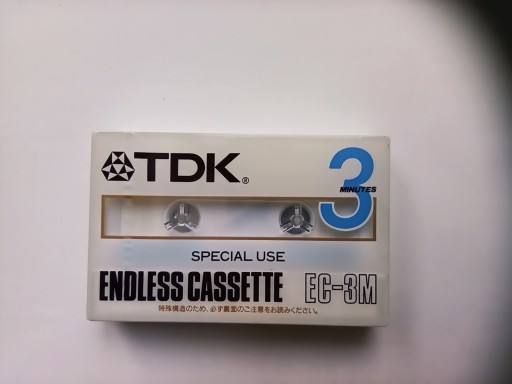 TDK®
3
MINUTES
SPECIAL USE
ENDLESS CASSETTE EC-3M
特殊構造のため、必ず裏面のご注意をお読みください。